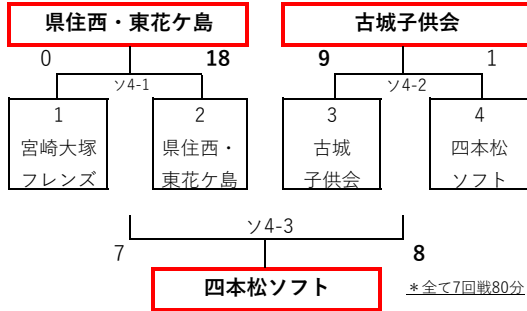 県住西・東花ケ島 古城子供会
0 18 9 1
ソ4-1 ソ4-2
1 2 3 4
宮崎大塚 県住西・ 古城 四本松
フレンズ 東花ケ島 子供会 ソフト
ソ4-3
7 8
四本松ソフト ＊全て7回戦80分